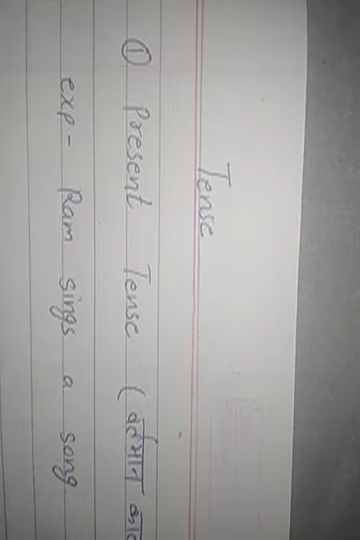 Tense
① Present Tense ( वर्तमान
exp- Ram sings a song